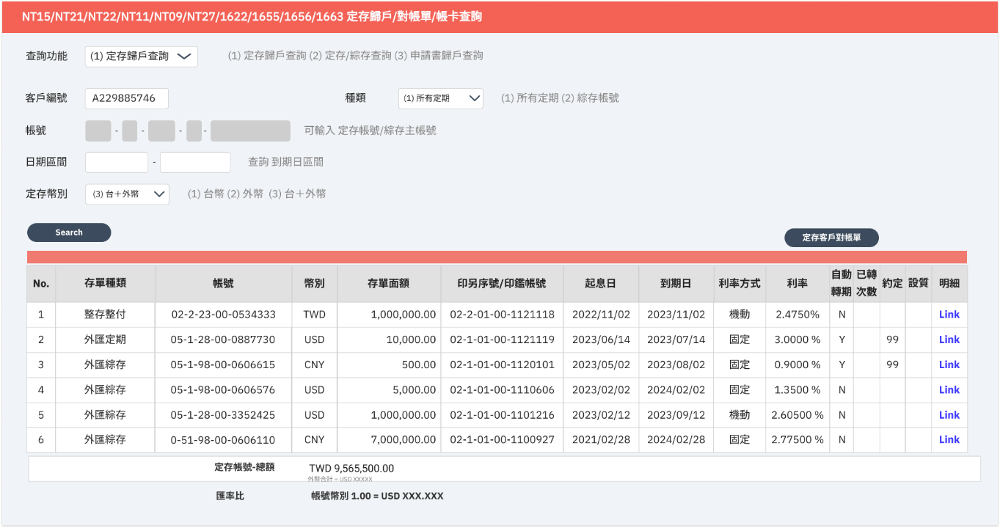 NT15/NT21/NT22/NT11/NT09/NT27/1622/1655/1656/1663 定存歸戶/對帳單/帳卡查詢
查詢功能 (1) 定存歸戶查詢 (1) 定存歸戶查詢 (2) 定存/綜存查詢 (3) 申請書歸戶查詢
客戶編號 A229885746 種類 (1) 所有定期 (1) 所有定期 (2) 綜存帳號
帳號 - - - - 可輸入 定存帳號/綜存主帳號
日期區間 - 查詢 到期日區間
定存幣別 (3) 台＋外幣 (1) 台幣 (2) 外幣 (3) 台＋外幣
Search 定存客戶對帳單
No. 存單種類 帳號 幣別 存單面額 印另序號/印鑑帳號 起息日 到期日 利率方式 利率 自動轉期 已轉次數 約定 設質 明細
1 整存整付 02-2-23-00-0534333 TWD 1,000,000.00 02-2-01-00-1121118 2022/11/02 2023/11/02 機動 2.4750% N Link
2 外匯定期 05-1-28-00-0887730 USD 10,000.00 02-1-01-00-1121119 2023/06/14 2023/07/14 固定 3.0000 % Y 99 Link
3 外匯綜存 05-1-98-00-0606615 CNY 500.00 02-1-01-00-1120101 2023/05/02 2023/08/02 固定 0.9000 % Y 99 Link
4 外匯綜存 05-1-98-00-0606576 USD 5,000.00 02-1-01-00-1110606 2023/02/02 2024/02/02 固定 1.3500 % N Link
5 外匯綜存 05-1-28-00-3352425 USD 1,000,000.00 02-1-01-00-1101216 2023/02/12 2023/09/12 機動 2.60500 % N Link
6 外匯綜存 0-51-98-00-0606110 CNY 7,000,000.00 02-1-01-00-1100927 2021/02/28 2024/02/28 固定 2.77500 % N Link
定存帳號-總額 TWD 9,565,500.00
外幣合計 = USD XXXXX
匯率比 帳號幣別 1.00 = USD XXX.XXX